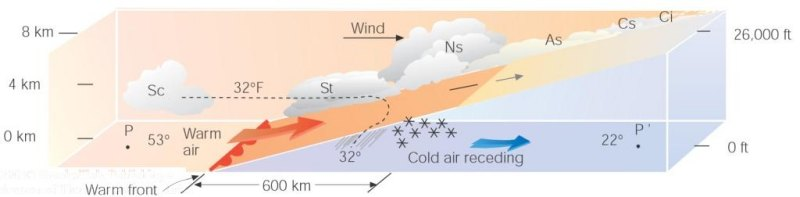 8 km
4 km
0 km
Wind
Ns
As
Cs
Ci
26,000 ft
Sc
32°F
St
P
53°
Warm
air
32°
Cold air receding
22°
P'
0 ft
Warm front
600 km